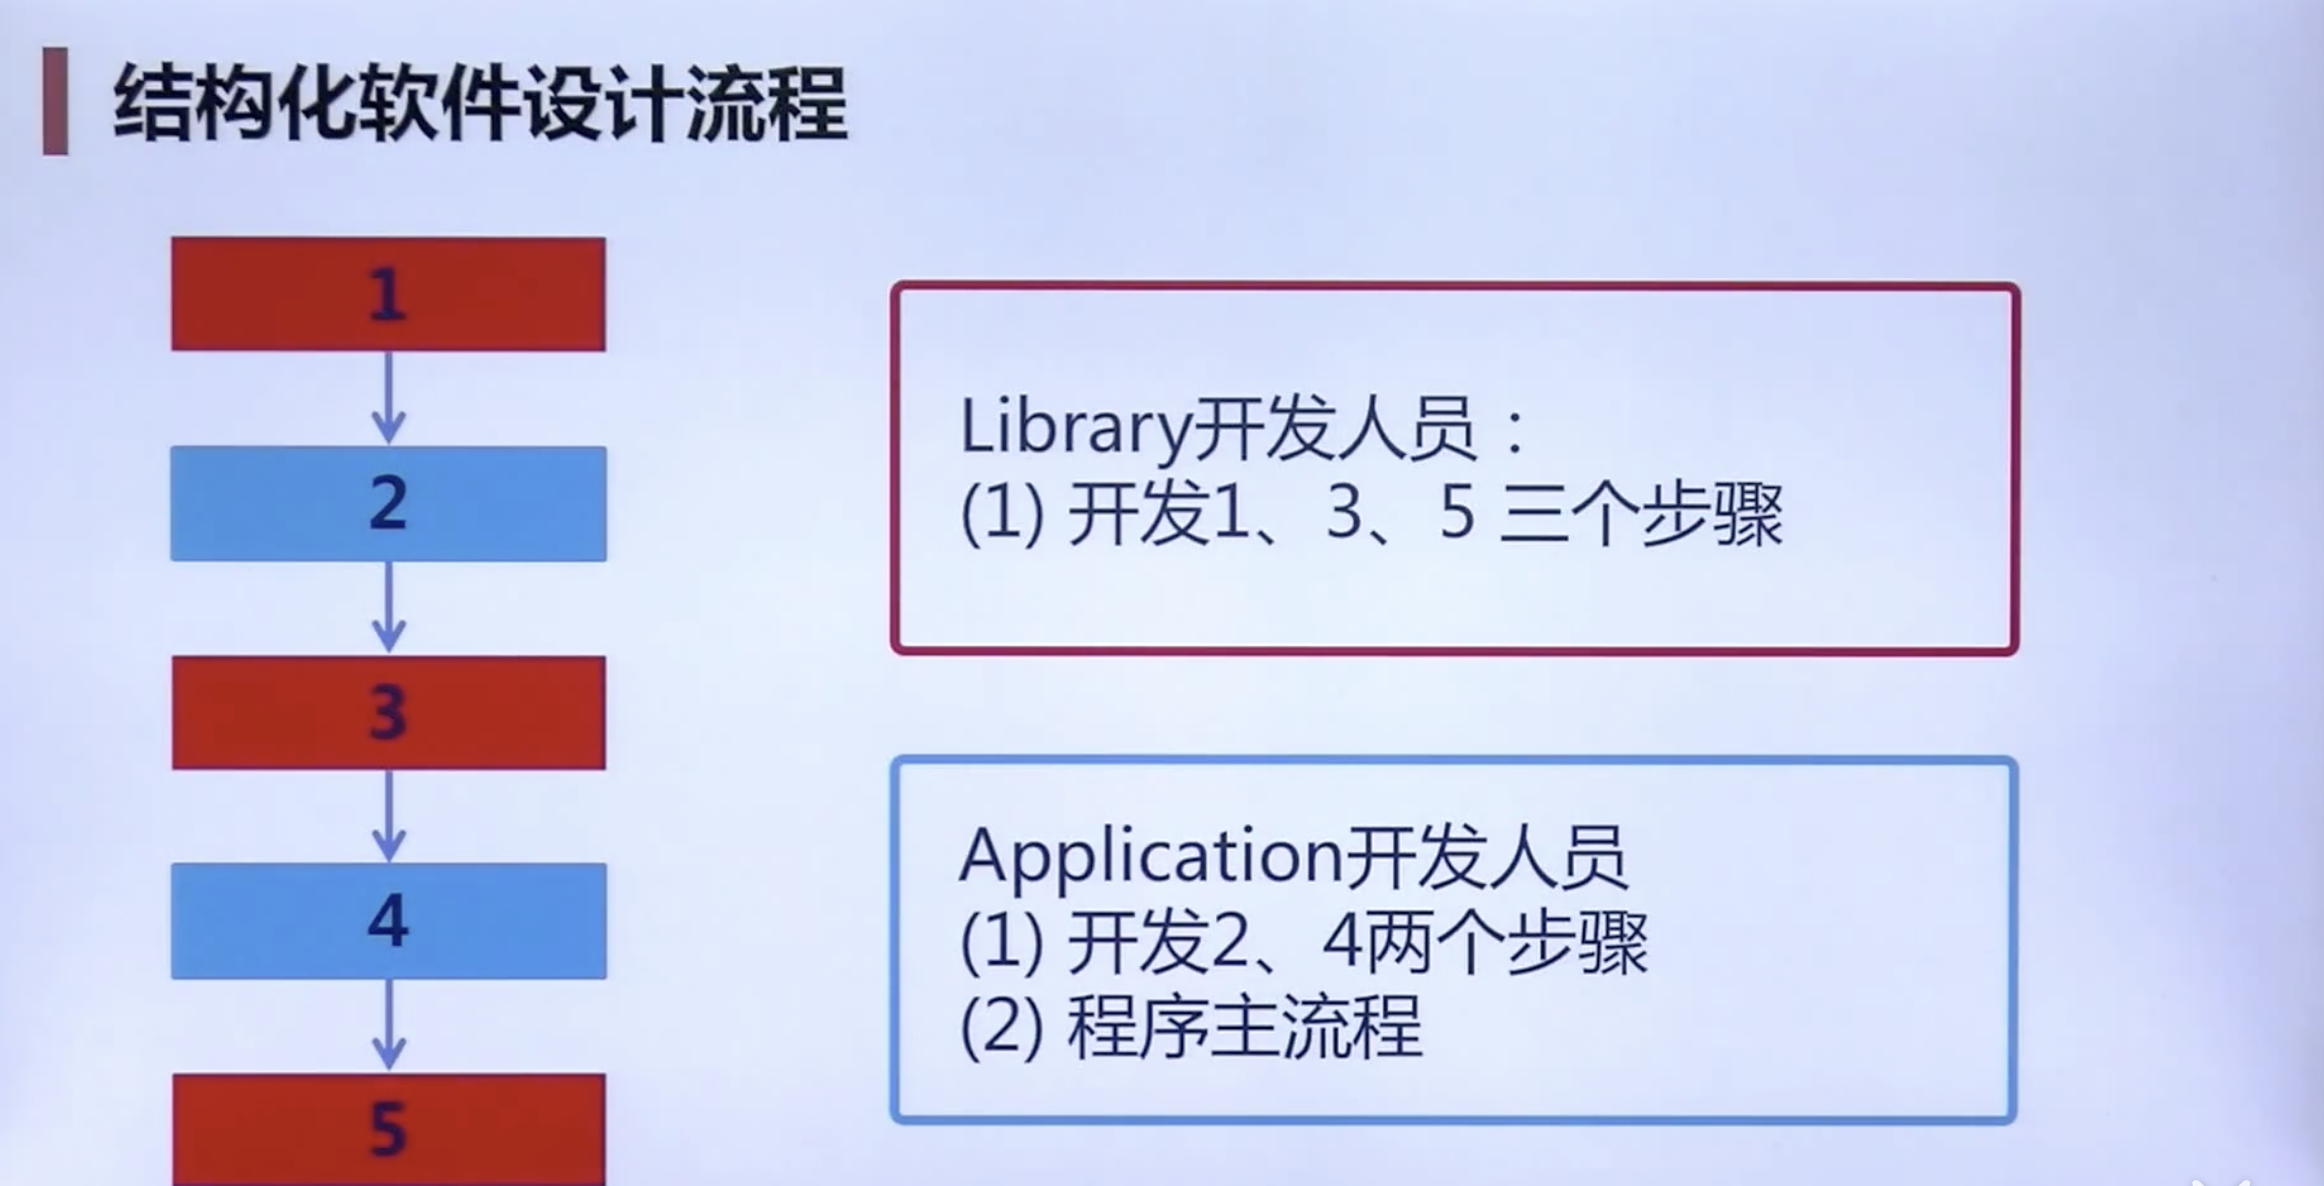 结构化软件设计流程
1
2
3
4
5
Library开发人员：
(1) 开发1、3、5 三个步骤
Application开发人员
(1) 开发2、4两个步骤
(2) 程序主流程